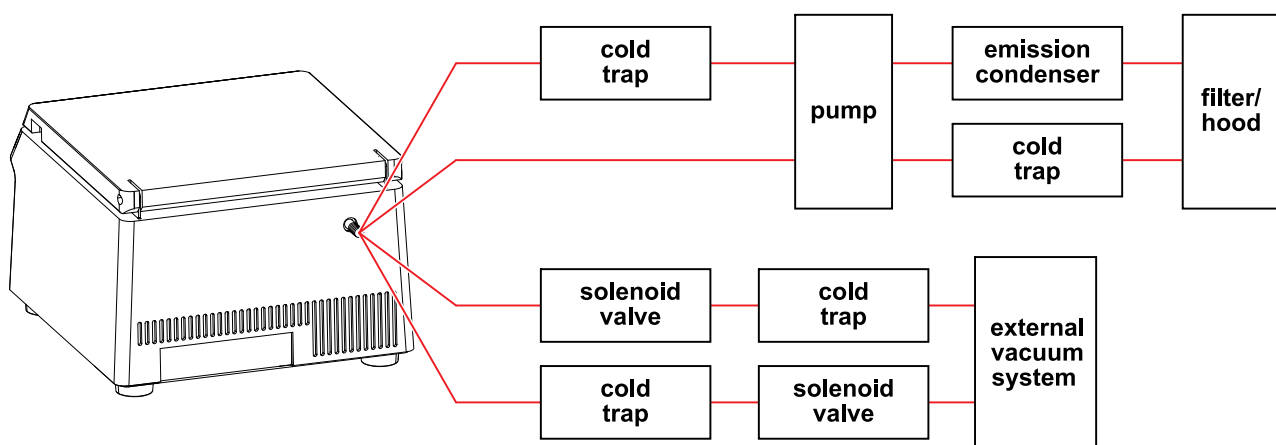 cold
trap
pump
emission
condenser
filter/
hood
cold
trap
solenoid
valve
cold
trap
external
vacuum
system
cold
trap
solenoid
valve